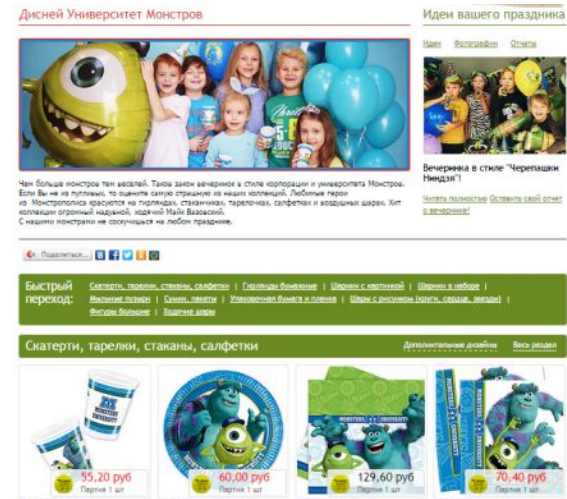 Дисней Университет Монстров
Идеи вашего праздника
Идеи Фотографии Отчеты
Чем больше монстров тем веселей. Таков закон вечеринок в стиле корпорации и университета Монстров.
Если Вы не из пугливых, то оцените самую страшную из наших коллекций. Любимые герои
из Монстрополиса красуются на гирляндах, стаканчиках, тарелочках, салфетках и воздушных шарах. Хит
коллекции огромный надувной, ходячий Майк Вазовский.
С нашими монстрами не соскучишься на любом празднике.
Вечеринка в стиле "Черепашки
Ниндзя"!
Читать полностью Оставить свой отчет
о вечеринке!
Поделиться...
Быстрый
переход:
Скатерти, тарелки, стаканы, салфетки | Гирлянды бумажные | Шарики с картинкой | Шарики в наборе |
Мыльные пузыри | Сумки, пакеты | Упаковочная бумага и пленка | Шары с рисунком (круги, сердца, звезды) |
Фигуры большие | Ходячие шары
Скатерти, тарелки, стаканы, салфетки
Дополнительные дизайны Весь раздел
MONSTERS UNIVERSITY
55,20 руб
Партия 1 шт
60,00 руб
Партия 1 шт
129,60 руб
Партия 1 шт
70,40 руб
Партия 1 шт